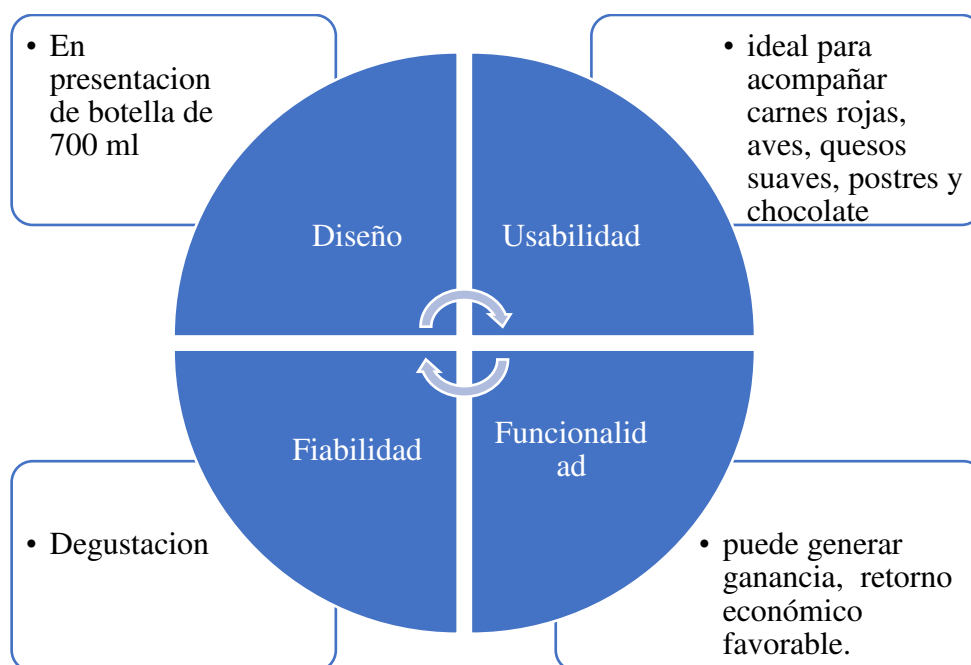 • En
presentacion
de botella de
700 ml
• ideal para
acompañar
carnes rojas,
aves, quesos
suaves, postres y
chocolate
Diseño
Usabilidad
Fiabilidad
Funcionalid
ad
• Degustacion
• puede generar
ganancia,  retorno
económico
favorable.